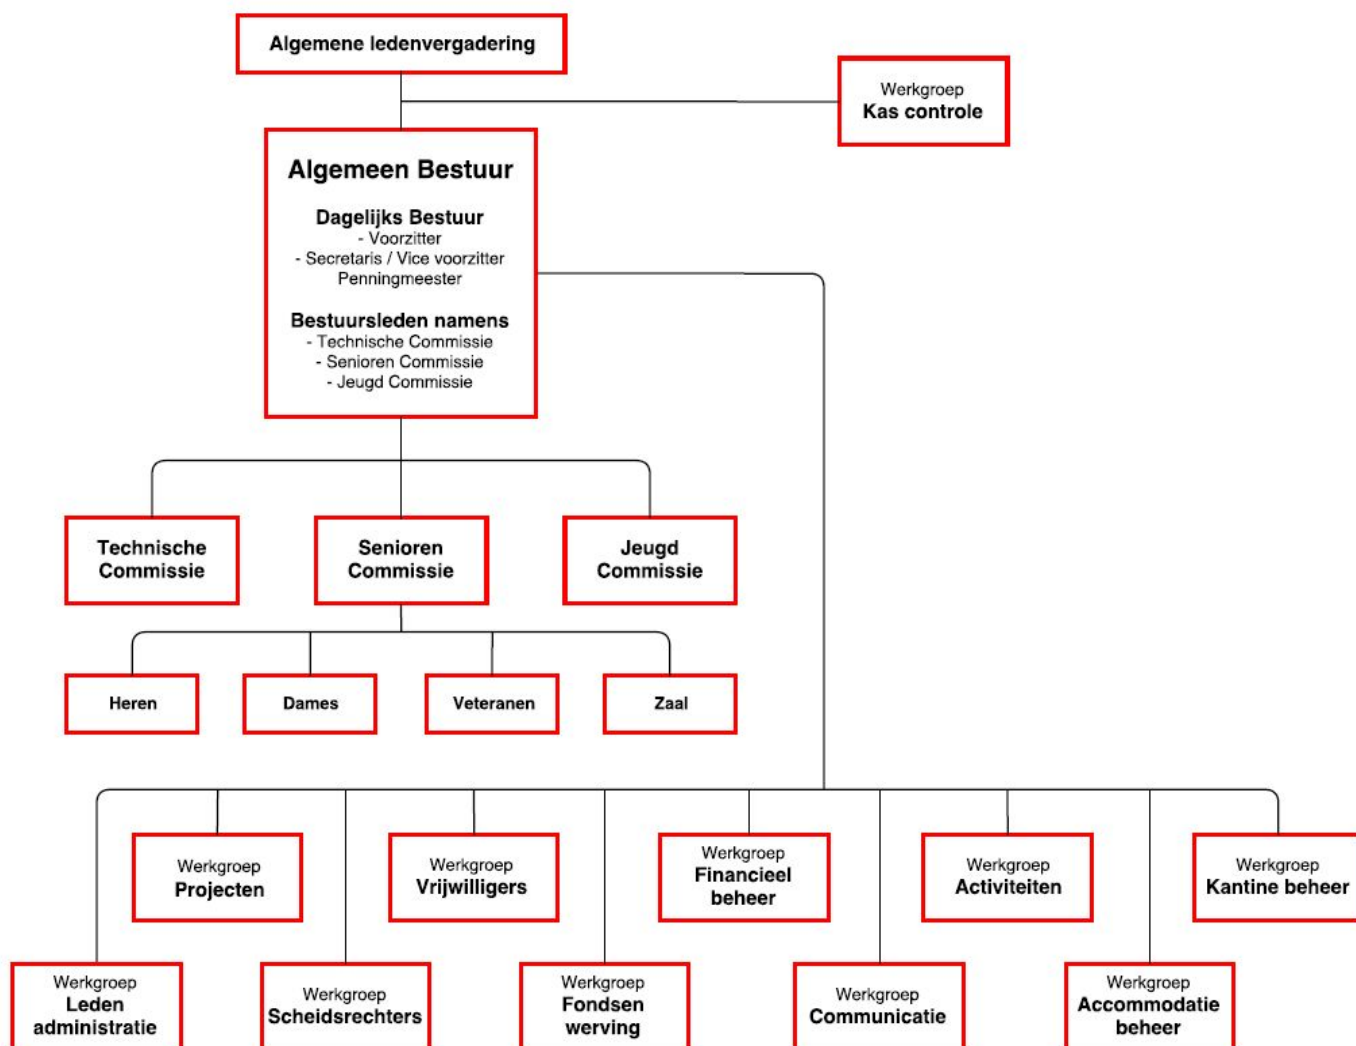 Algemene ledenvergadering
Werkgroep
Kas controle
Algemeen Bestuur
Dagelijks Bestuur
- Voorzitter
- Secretaris / Vice voorzitter
Penningmeester
Bestuursleden namens
- Technische Commissie
- Senioren Commissie
- Jeugd Commissie
Technische
Commissie
Senioren
Commissie
Jeugd
Commissie
Heren
Dames
Veteranen
Zaal
Werkgroep
Projecten
Werkgroep
Vrijwilligers
Werkgroep
Financieel
beheer
Werkgroep
Activiteiten
Werkgroep
Kantine beheer
Werkgroep
Leden
administratie
Werkgroep
Scheidsrechters
Werkgroep
Fondsen
werving
Werkgroep
Communicatie
Werkgroep
Accommodatie
beheer